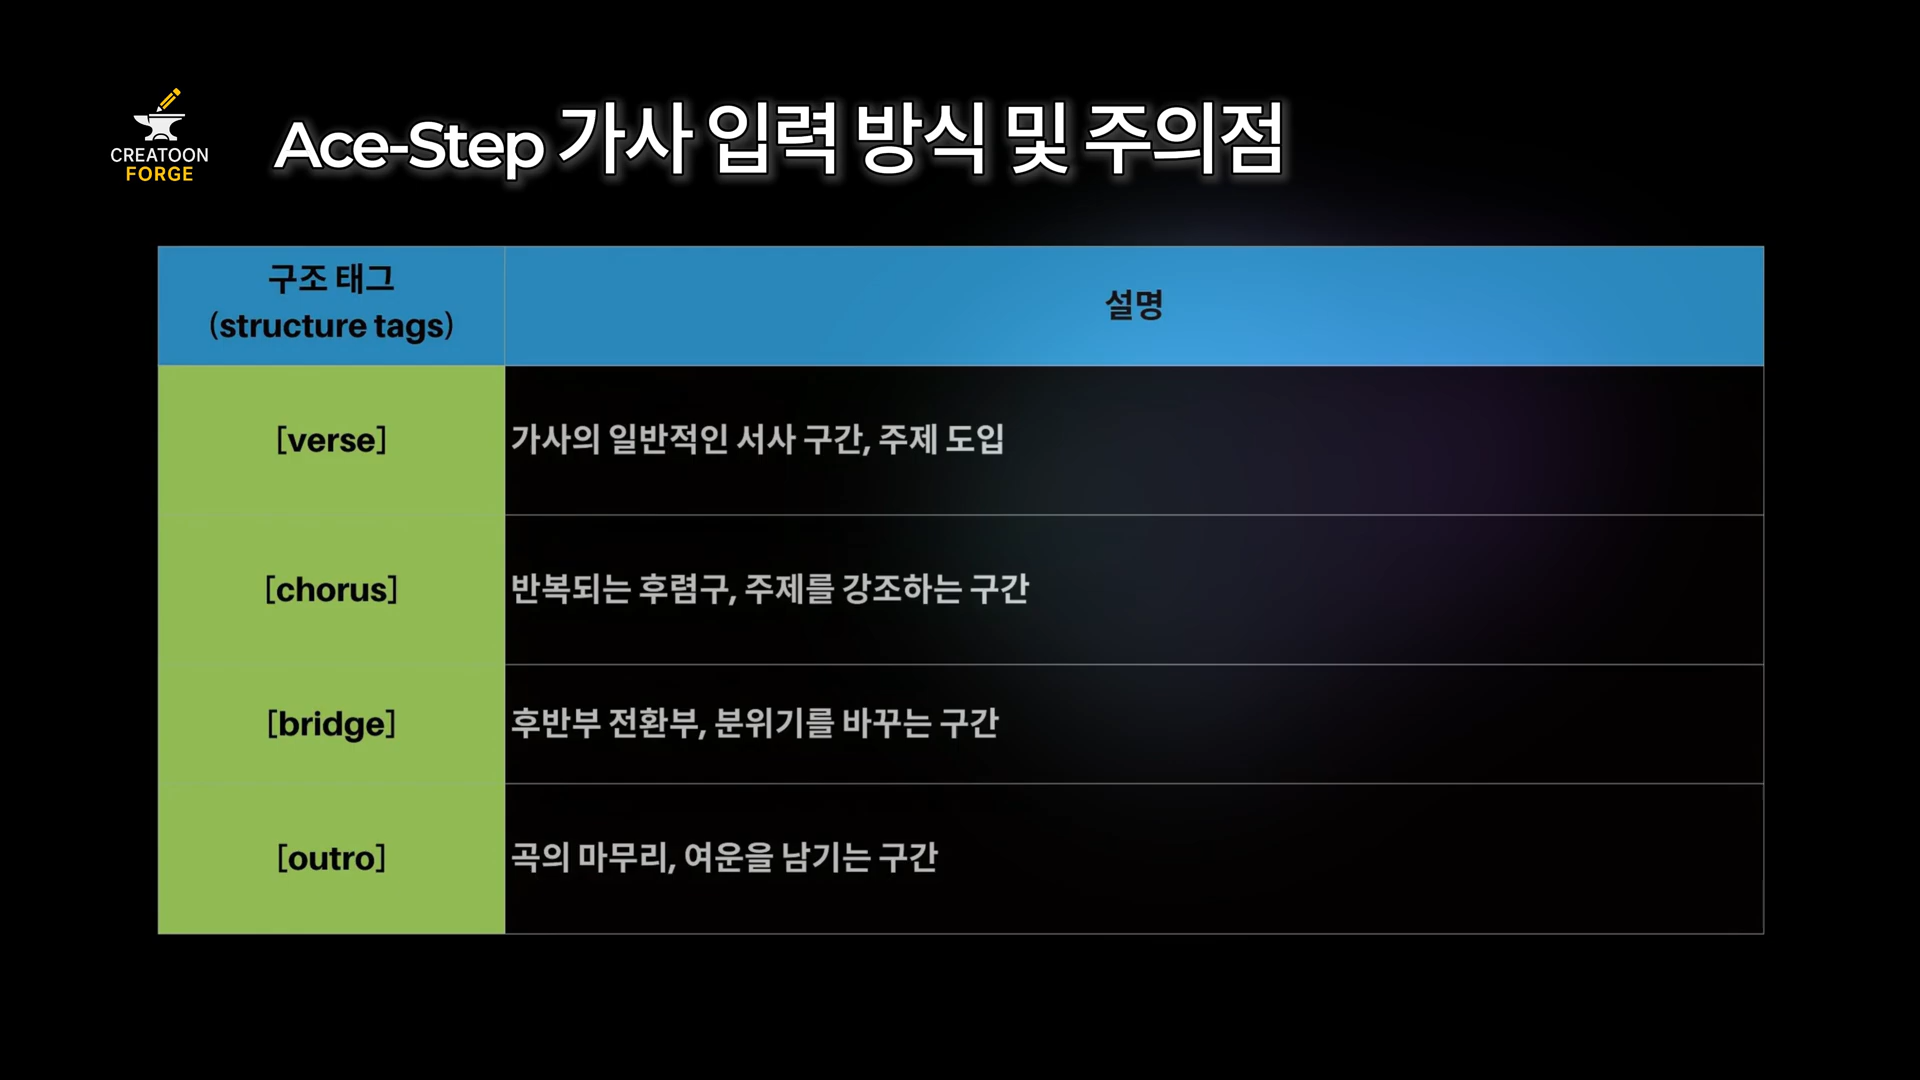 CREATOON
FORGE
Ace-Step 가사 입력 방식 및 주의점
구조 태그
(structure tags)
설명
[verse]
가사의 일반적인 서사 구간, 주제 도입
[chorus]
반복되는 후렴구, 주제를 강조하는 구간
[bridge]
후반부 전환부, 분위기를 바꾸는 구간
[outro]
곡의 마무리, 여운을 남기는 구간